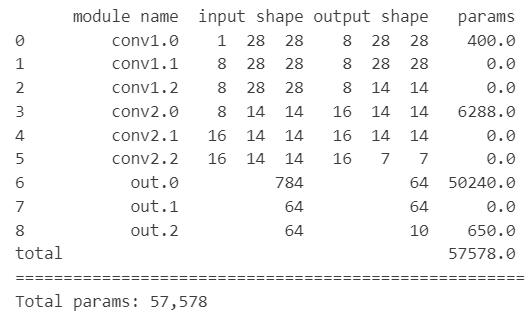 module name input shape output shape params
0 conv1.0 1 28 28 8 28 28 400.0
1 conv1.1 8 28 28 8 28 28 0.0
2 conv1.2 8 28 28 8 14 14 0.0
3 conv2.0 8 14 14 16 14 14 6288.0
4 conv2.1 16 14 14 16 14 14 0.0
5 conv2.2 16 14 14 16 7 7 0.0
6 out.0 784 64 50240.0
7 out.1 64 64 0.0
8 out.2 64 10 650.0
total 57578.0
=====================================================
Total params: 57,578